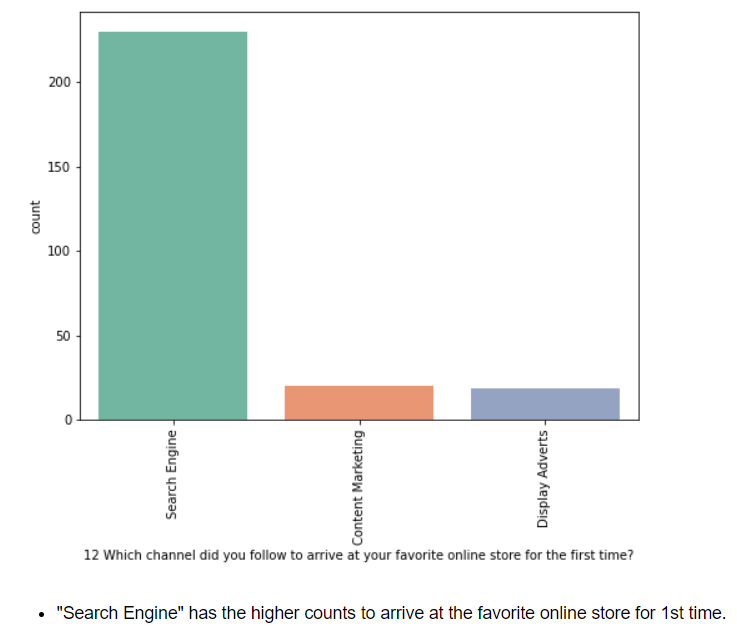 200
150
100
50
0
count
Search Engine
Content Marketing
Display Adverts
12 Which channel did you follow to arrive at your favorite online store for the first time?
• "Search Engine" has the higher counts to arrive at the favorite online store for 1st time.